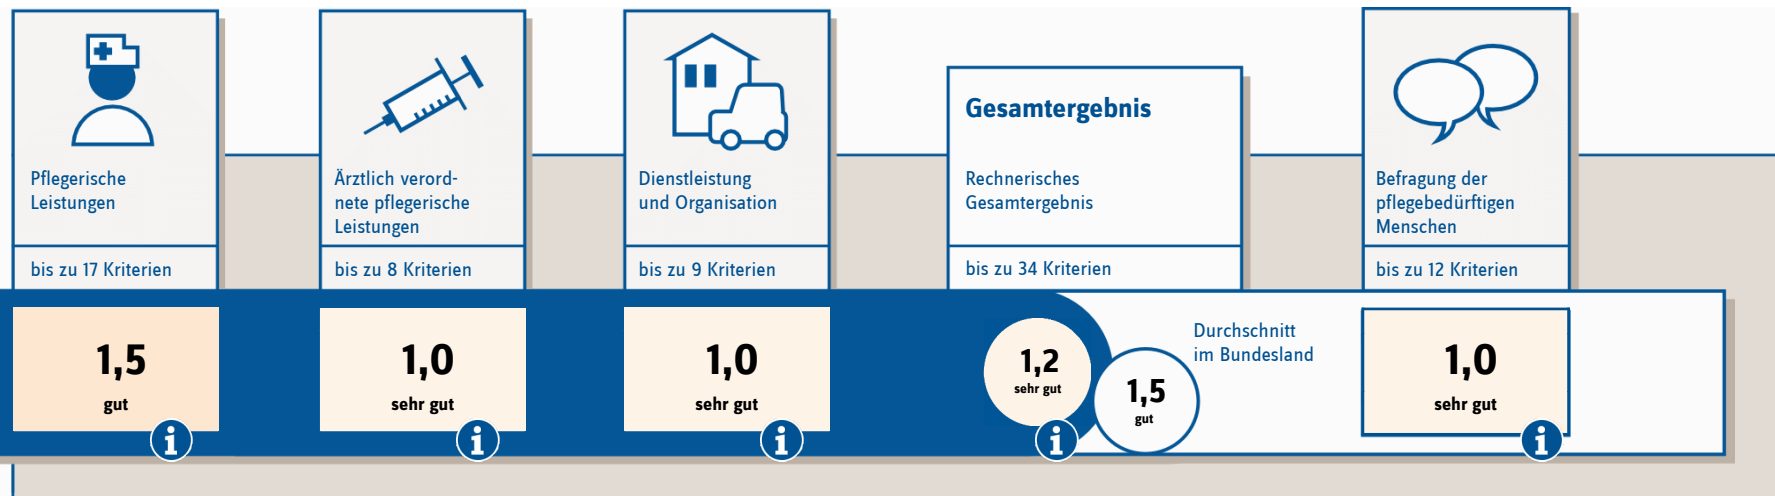 Pflegerische
Leistungen
bis zu 17 Kriterien
1,5
gut
i
Ärztlich verord-
nete pflegerische
Leistungen
bis zu 8 Kriterien
1,0
sehr gut
i
Dienstleistung
und Organisation
bis zu 9 Kriterien
1,0
sehr gut
i
Gesamtergebnis
Rechnerisches
Gesamtergebnis
bis zu 34 Kriterien
1,2
sehr gut
i
Durchschnitt
im Bundesland
1,5
gut
Befragung der
pflegebedürftigen
Menschen
bis zu 12 Kriterien
1,0
sehr gut
i